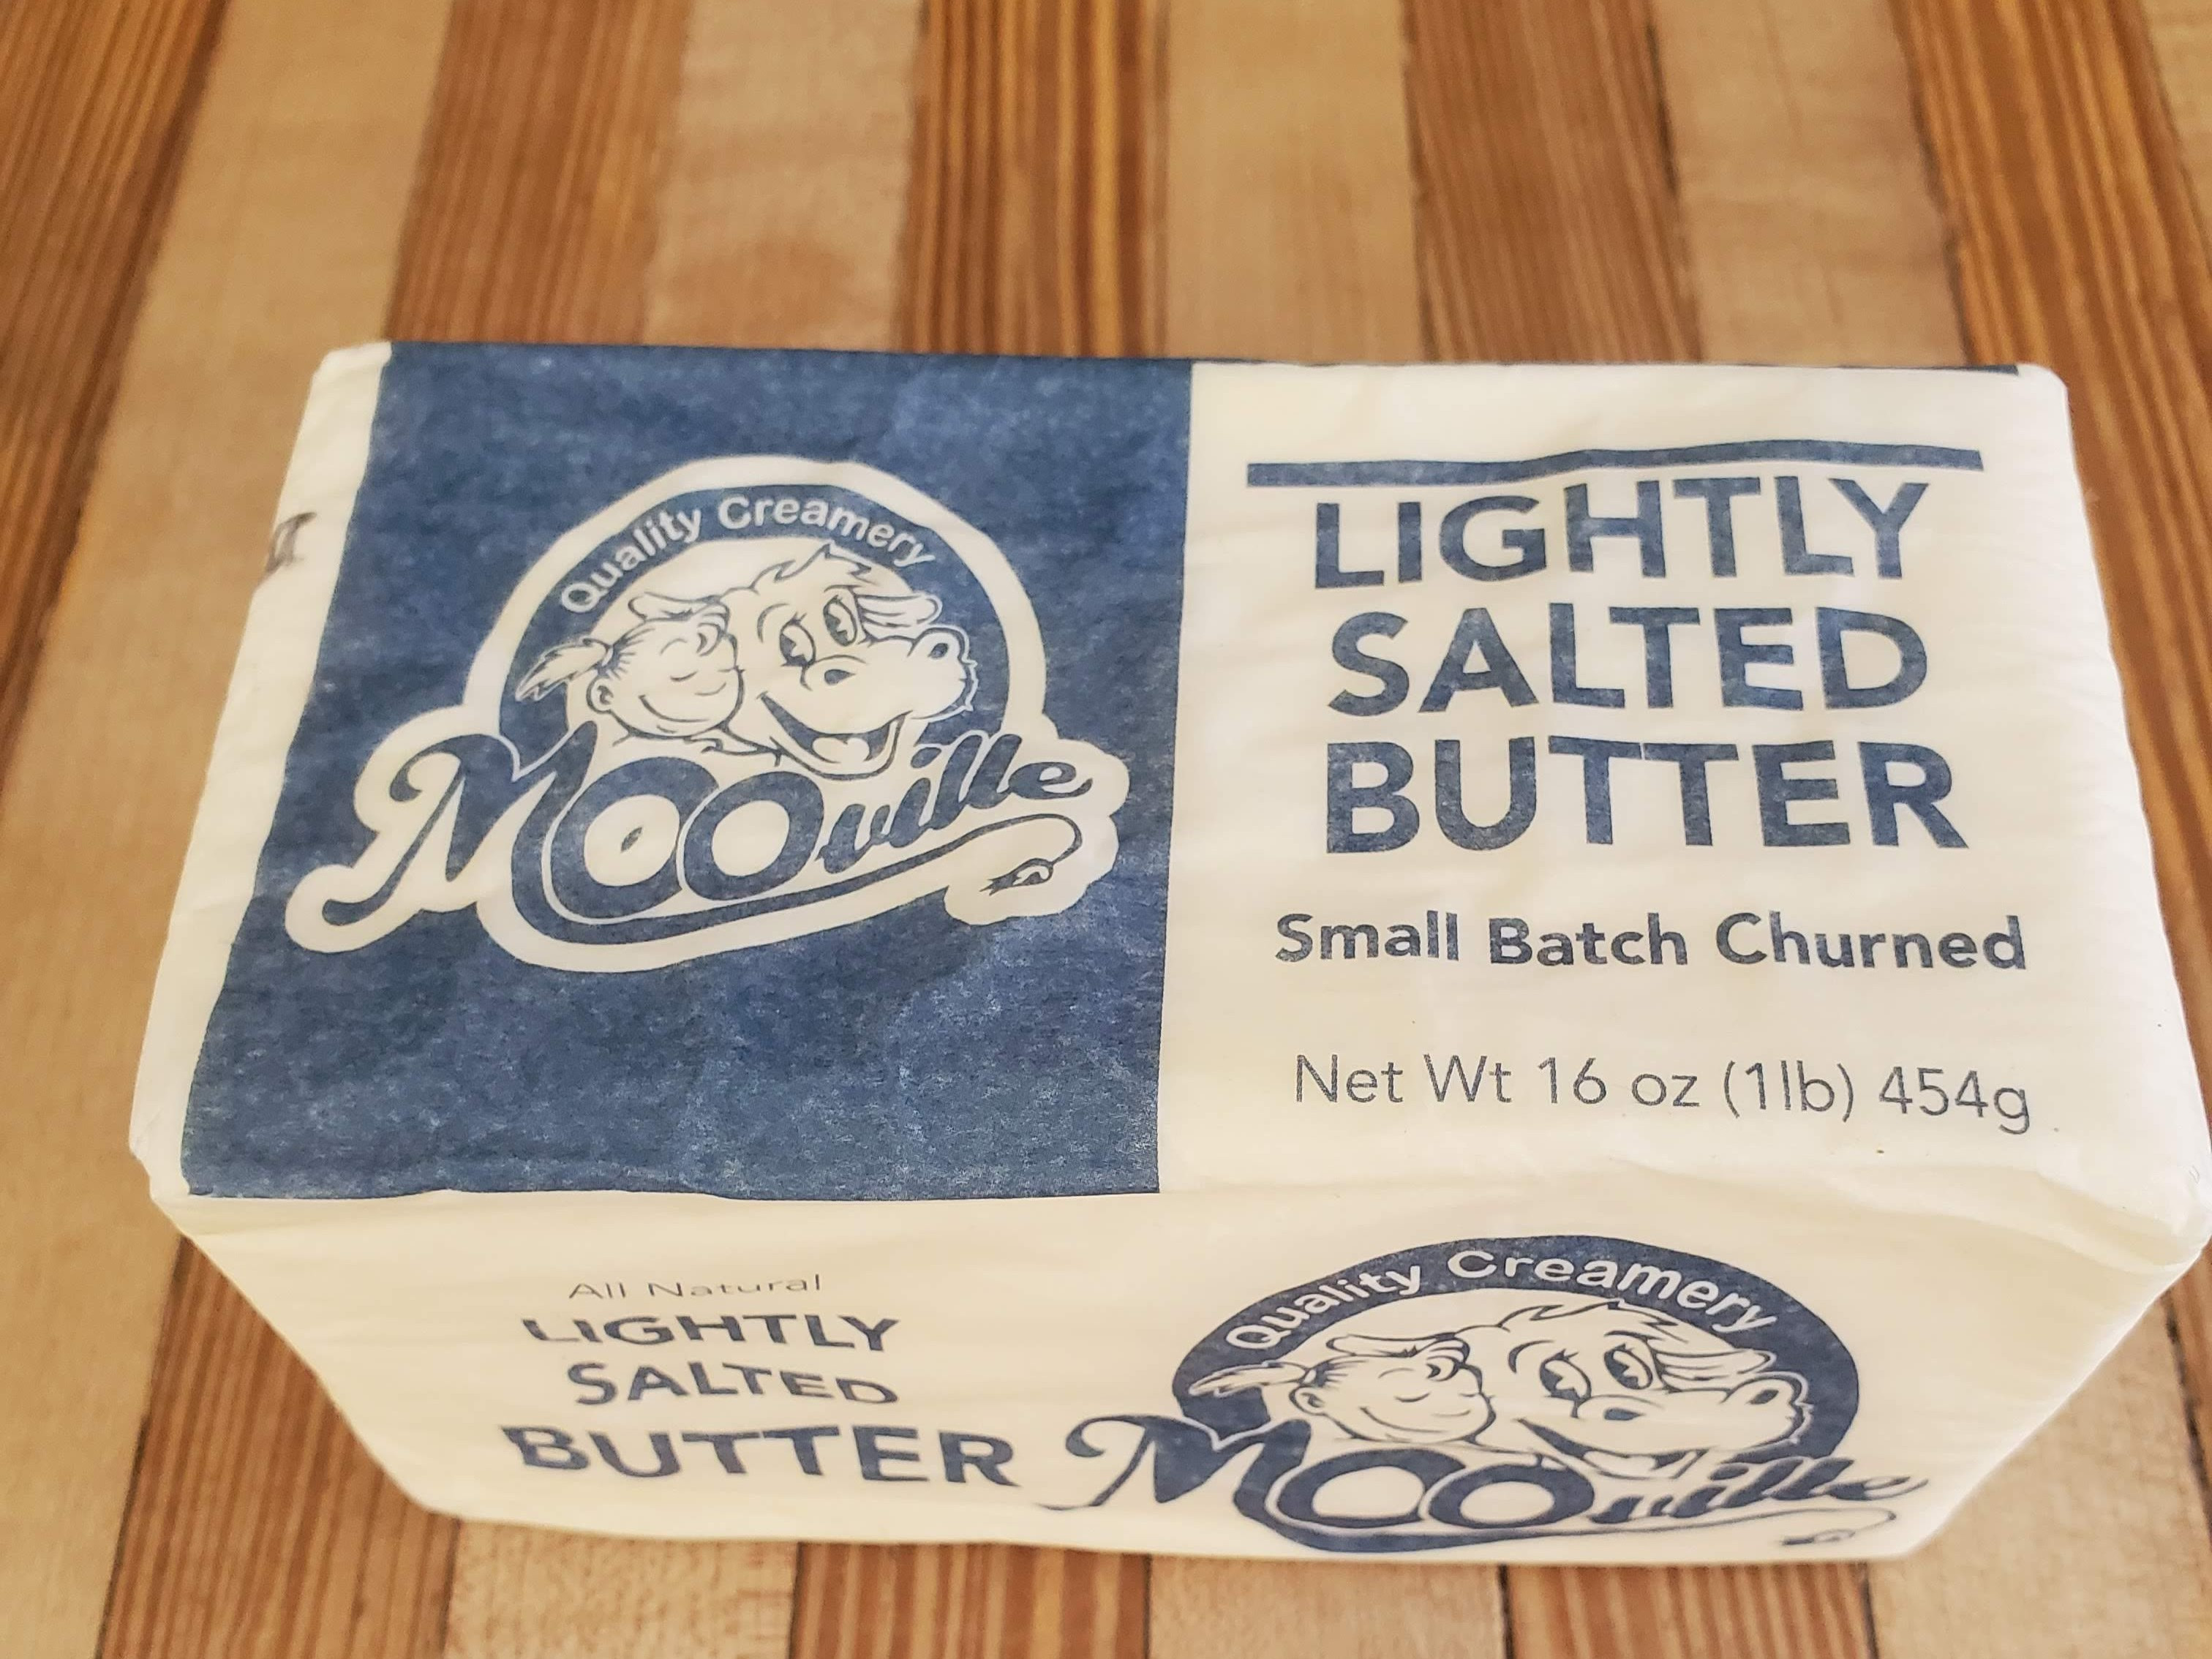 Quality Creamery
MOOville
LIGHTLY
SALTED
BUTTER
Small Batch Churned
Net Wt 16 oz (1lb) 454g
All Natural
LIGHTLY
SALTED
BUTTER
Quality Creamery
MOOville